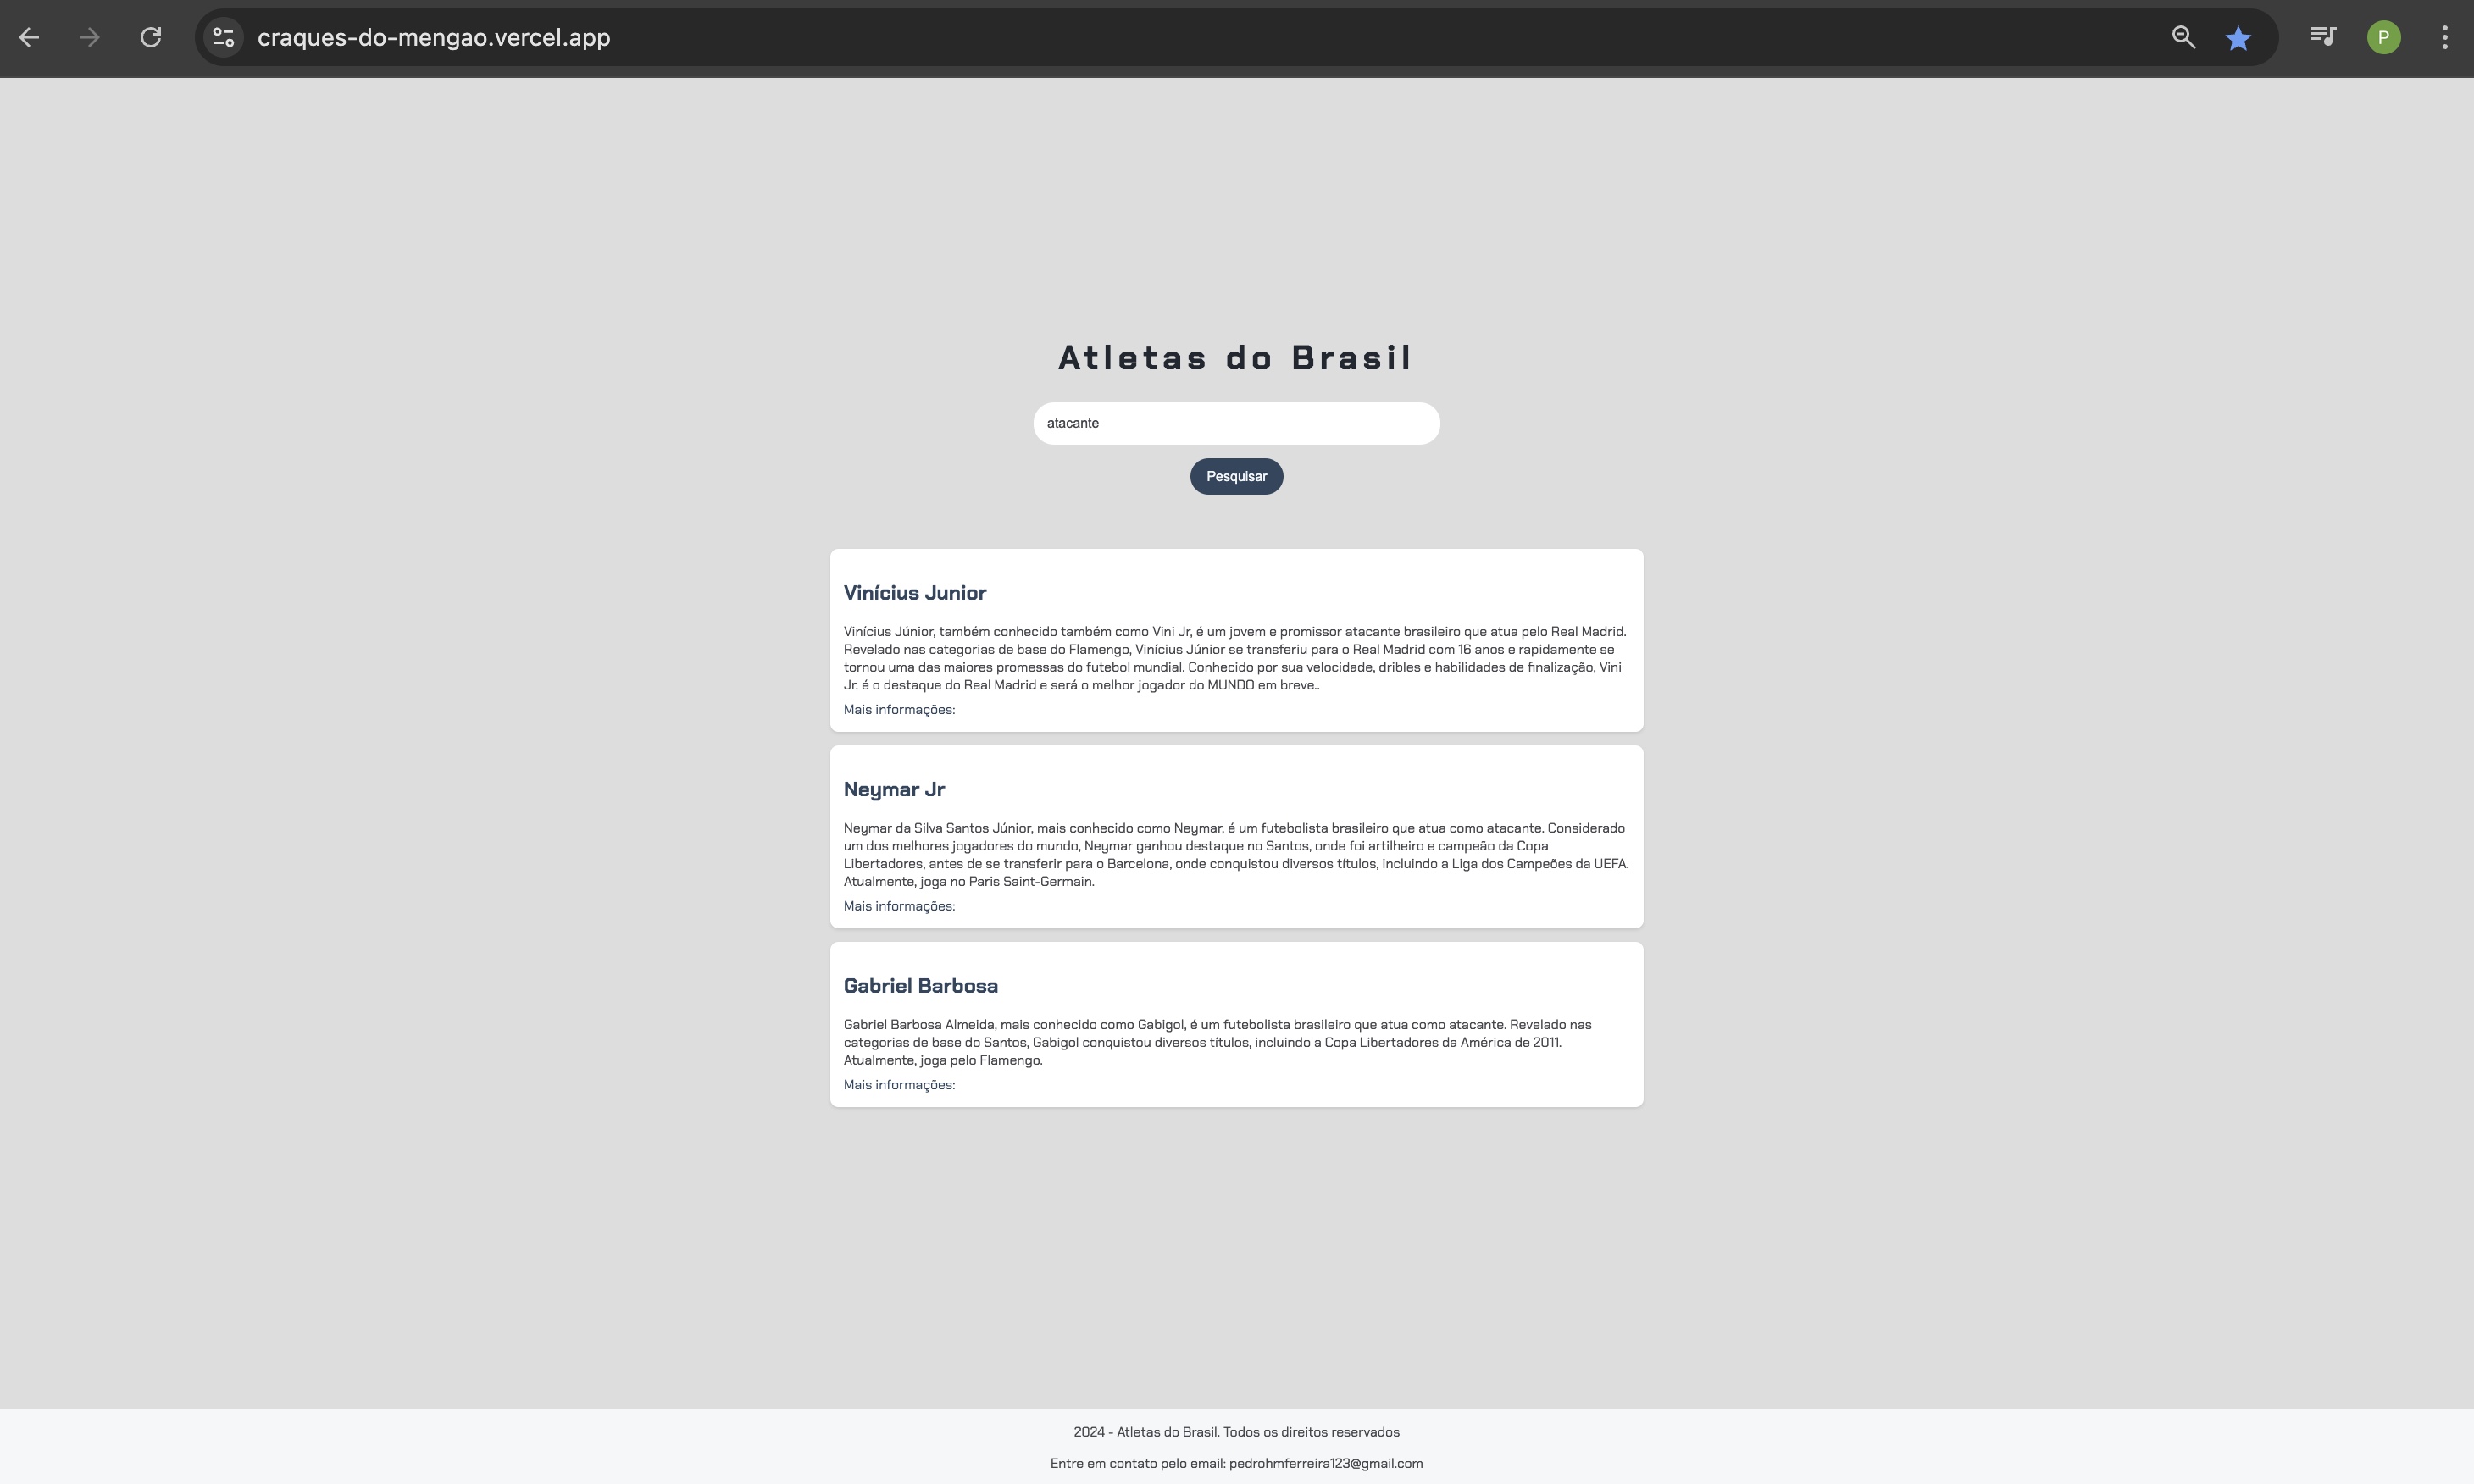 craques-do-mengao.vercel.app
P
Atletas do Brasil
atacante
Pesquisar
Vinícius Junior
Vinícius Júnior, também conhecido também como Vini Jr, é um jovem e promissor atacante brasileiro que atua pelo Real Madrid.
Revelado nas categorias de base do Flamengo, Vinícius Júnior se transferiu para o Real Madrid com 16 anos e rapidamente se
tornou uma das maiores promessas do futebol mundial. Conhecido por sua velocidade, dribles e habilidades de finalização, Vini
Jr. é o destaque do Real Madrid e será o melhor jogador do MUNDO em breve..
Mais informações:
Neymar Jr
Neymar da Silva Santos Júnior, mais conhecido como Neymar, é um futebolista brasileiro que atua como atacante. Considerado
um dos melhores jogadores do mundo, Neymar ganhou destaque no Santos, onde foi artilheiro e campeão da Copa
Libertadores, antes de se transferir para o Barcelona, onde conquistou diversos títulos, incluindo a Liga dos Campeões da UEFA.
Atualmente, joga no Paris Saint-Germain.
Mais informações:
Gabriel Barbosa
Gabriel Barbosa Almeida, mais conhecido como Gabigol, é um futebolista brasileiro que atua como atacante. Revelado nas
categorias de base do Santos, Gabigol conquistou diversos títulos, incluindo a Copa Libertadores da América de 2011.
Atualmente, joga pelo Flamengo.
Mais informações:
2024 - Atletas do Brasil. Todos os direitos reservados
Entre em contato pelo email: pedrohmferreira123@gmail.com